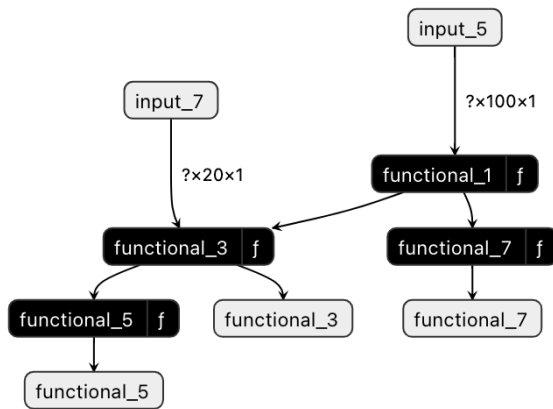 input_5
input_7
?×100×1
functional_1 ƒ
?×20×1
functional_3 ƒ
functional_7 ƒ
functional_5 ƒ
functional_3
functional_7
functional_5